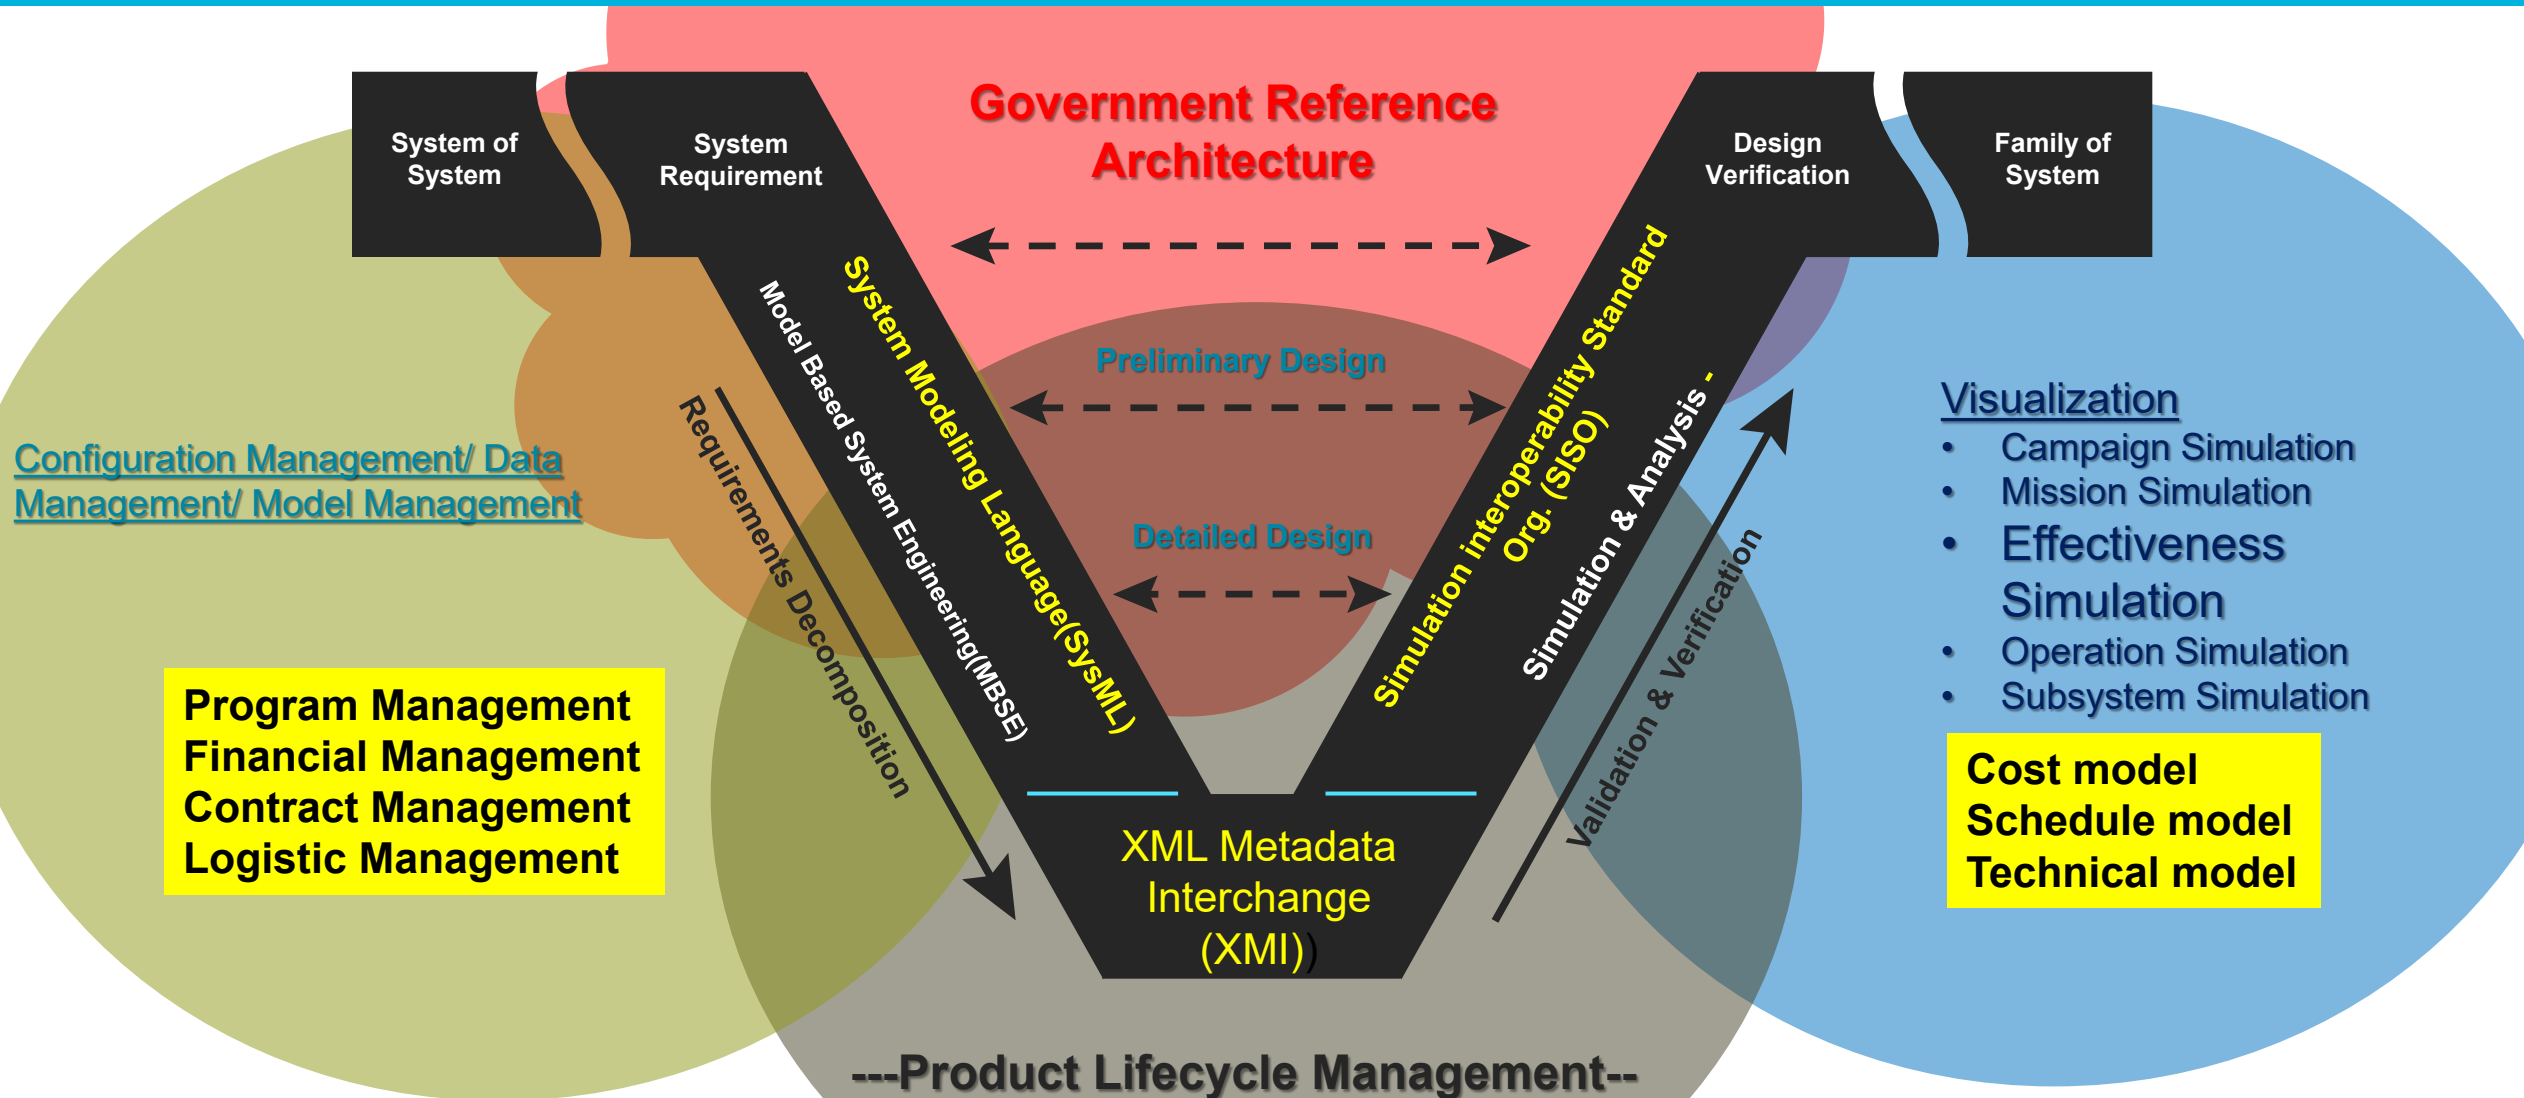 Government Reference
Architecture
System of
System
System
Requirement
Design
Verification
Family of
System
Model Based System Engineering(MBSE)
System Modeling Language(SysML)
Requirements Decomposition
Preliminary Design
Detailed Design
Simulation interoperability Standard
Org. (SISO)
Simulation & Analysis -
Validation & Verification
Configuration Management/ Data
Management/ Model Management
Program Management
Financial Management
Contract Management
Logistic Management
Visualization
• Campaign Simulation
• Mission Simulation
• Effectiveness
Simulation
• Operation Simulation
• Subsystem Simulation
Cost model
Schedule model
Technical model
XML Metadata
Interchange
(XMI))
---Product Lifecycle Management--